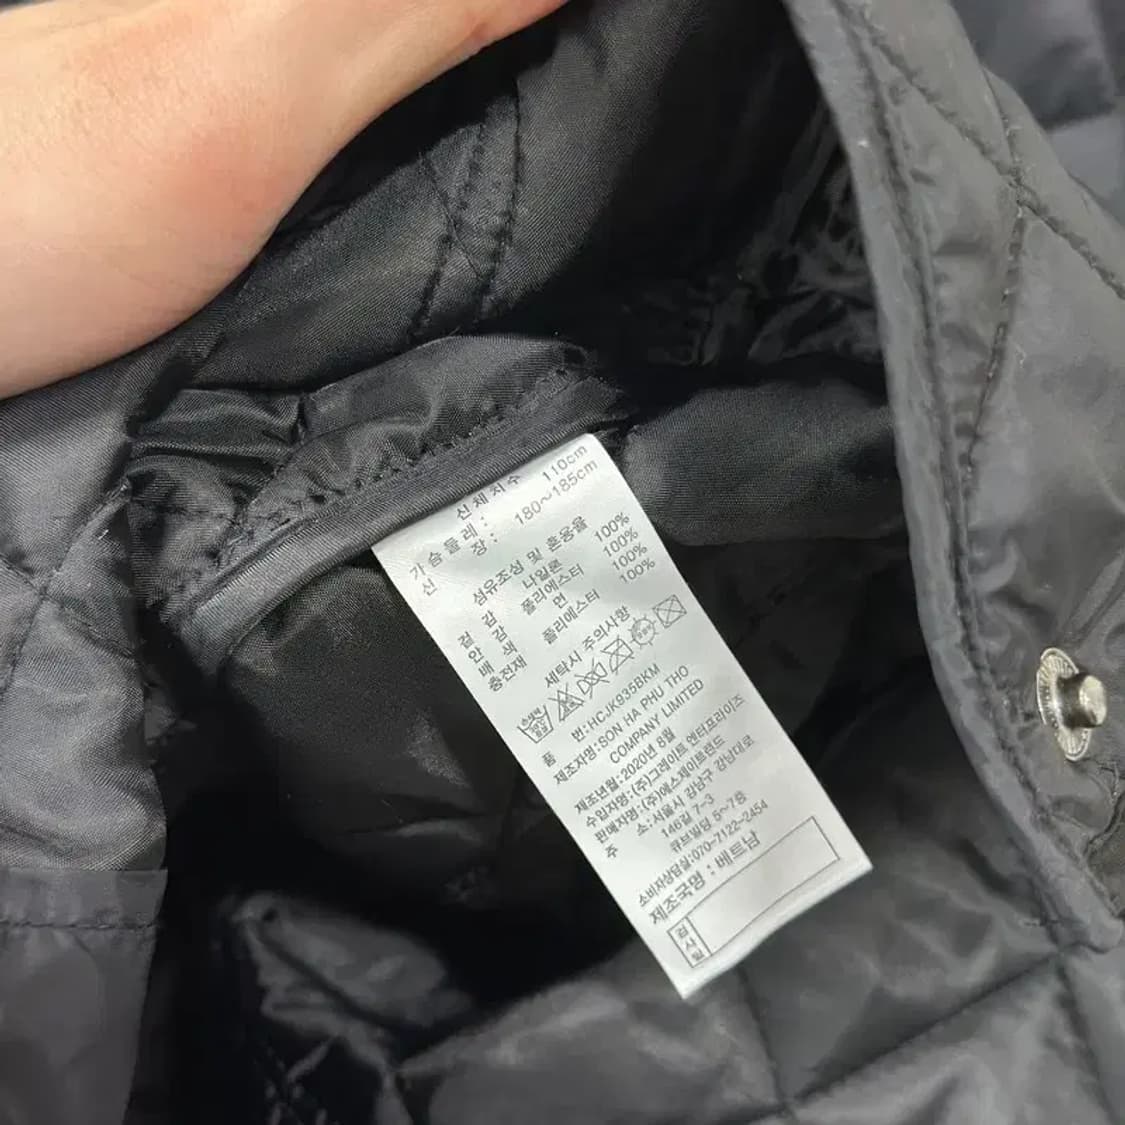 신체치수
가슴둘레: 110cm
신 장: 180~185cm
섬유조성 및 혼용율
겉 감 나일론 100%
안 감 폴리에스터 100%
배 색 면 100%
충전재 폴리에스터 100%
세탁시 주의사항
품 번:HCJK935BKM
제조자명:SON HA PHU THO
COMPANY LIMITED
제조년월:2020년 8월
수입자명:(주)그레이트 엔터프라이즈
판매자명:(주)에스제이트렌드
주 소:서울시 강남구 강남대로
146길 7-3
큐브빌딩 5~7층
소비자상담실:070-7122-2454
제조국명:베트남
검사필